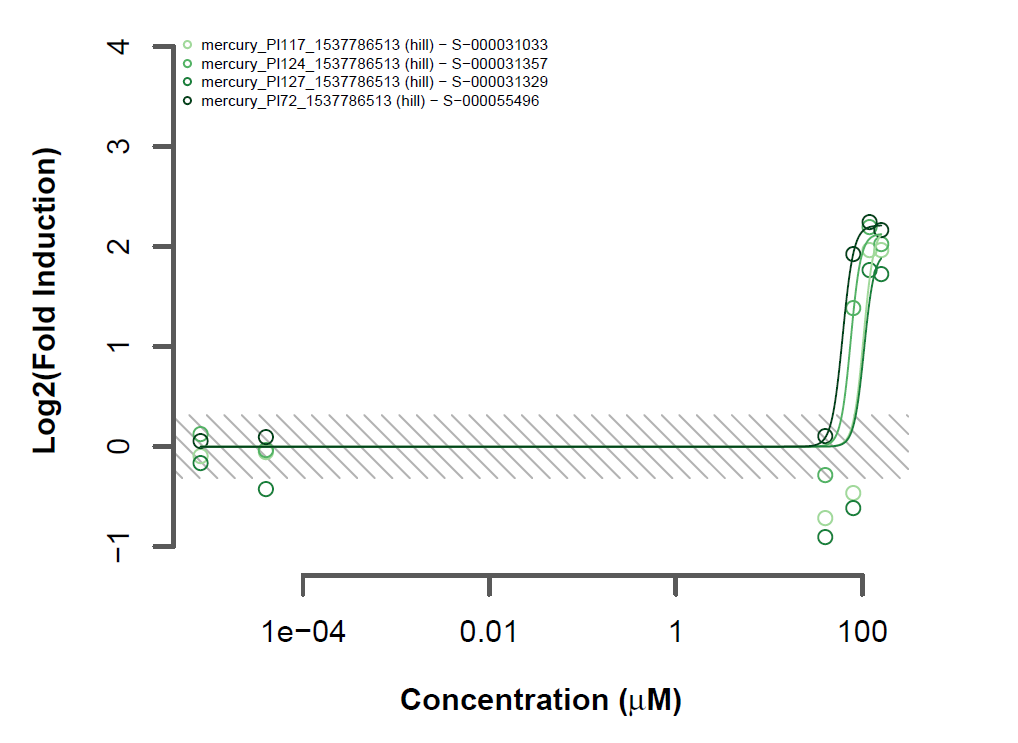 mercury_PI117_1537786513 (hill) − S−000031033
mercury_PI124_1537786513 (hill) − S−000031357
mercury_PI127_1537786513 (hill) − S−000031329
mercury_PI72_1537786513 (hill) − S−000055496
4
3
2
1
0
−1
Log2(Fold Induction)
1e−04 0.01 1 100
Concentration (μM)